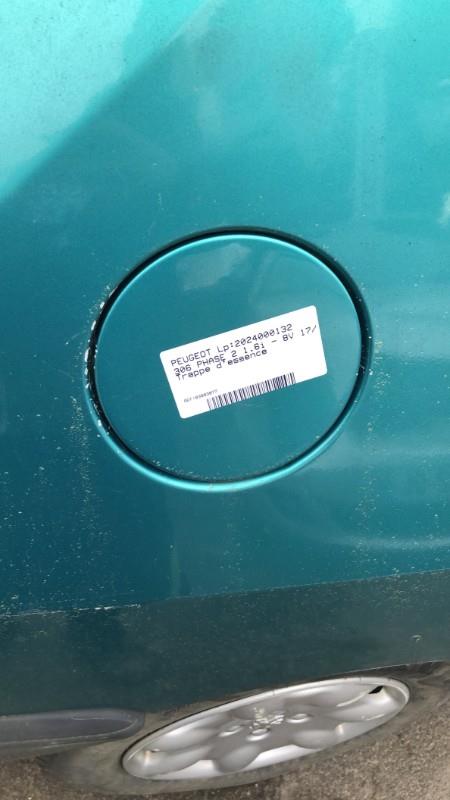 PEUGEOT Lp:2024000132
306 PHASE 2 1.6i - 8V 17/
Trappe d'essence